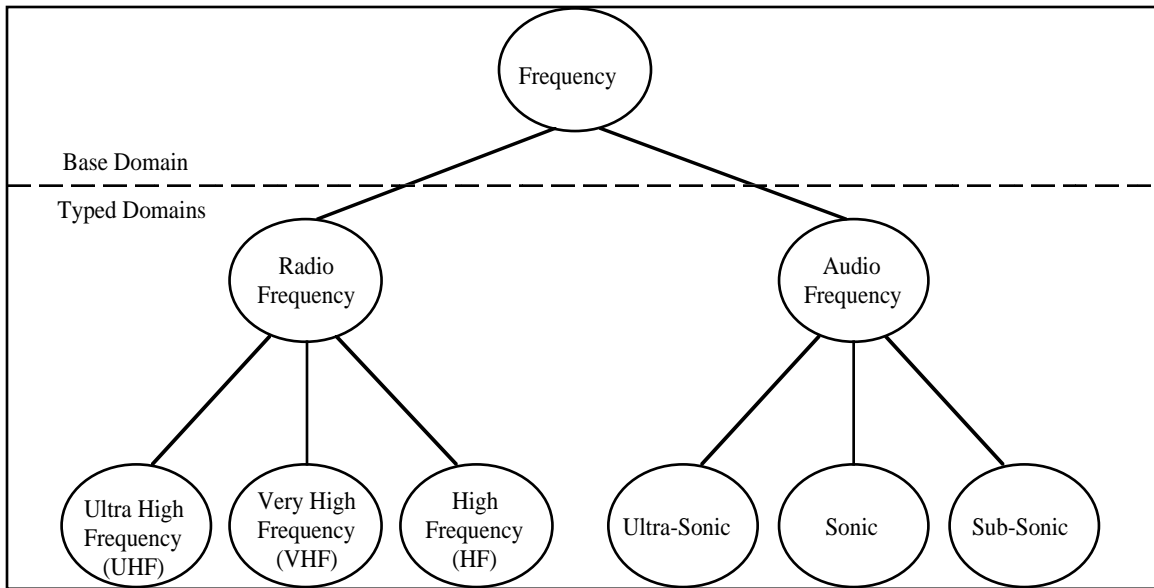 Frequency
Base Domain
Typed Domains
Radio
Frequency
Audio
Frequency
Ultra High
Frequency
(UHF)
Very High
Frequency
(VHF)
High
Frequency
(HF)
Ultra-Sonic
Sonic
Sub-Sonic